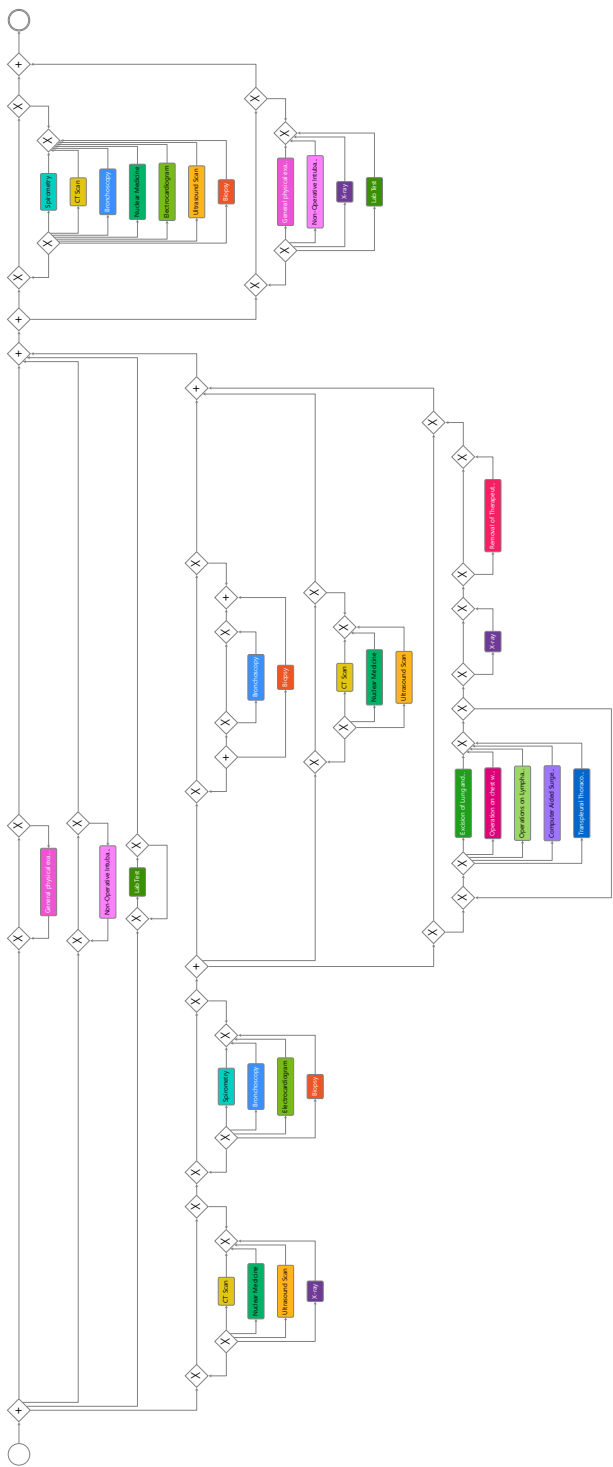 +
X
X
X
X
Spirometry
CT Scan
Bronchoscopy
Nuclear Medicine
Electrocardiogram
Ultrasound Scan
Biopsy
General physical exa..
Non-Operative Intuba..
X-ray
Lab Test
X
X
X
X
+
+
+
X
X
X
Removal of Therapeut..
X
X
+
X
X
X
X
X-ray
Bronchoscopy
Biopsy
CT Scan
Nuclear Medicine
Ultrasound Scan
X
X
X
+
X
X
X
X
Excision of Lung and..
Operation on chest w..
Operations on Lympha..
Computer Aided Surge..
Transpleural Thoraco..
X
X
X
X
X
General physical exa..
Non-Operative Intuba..
Lab Test
X
X
X
X
+
X
X
Spirometry
Bronchoscopy
Electrocardiogram
Biopsy
X
X
X
X
CT Scan
Nuclear Medicine
Ultrasound Scan
X-ray
X
X
+